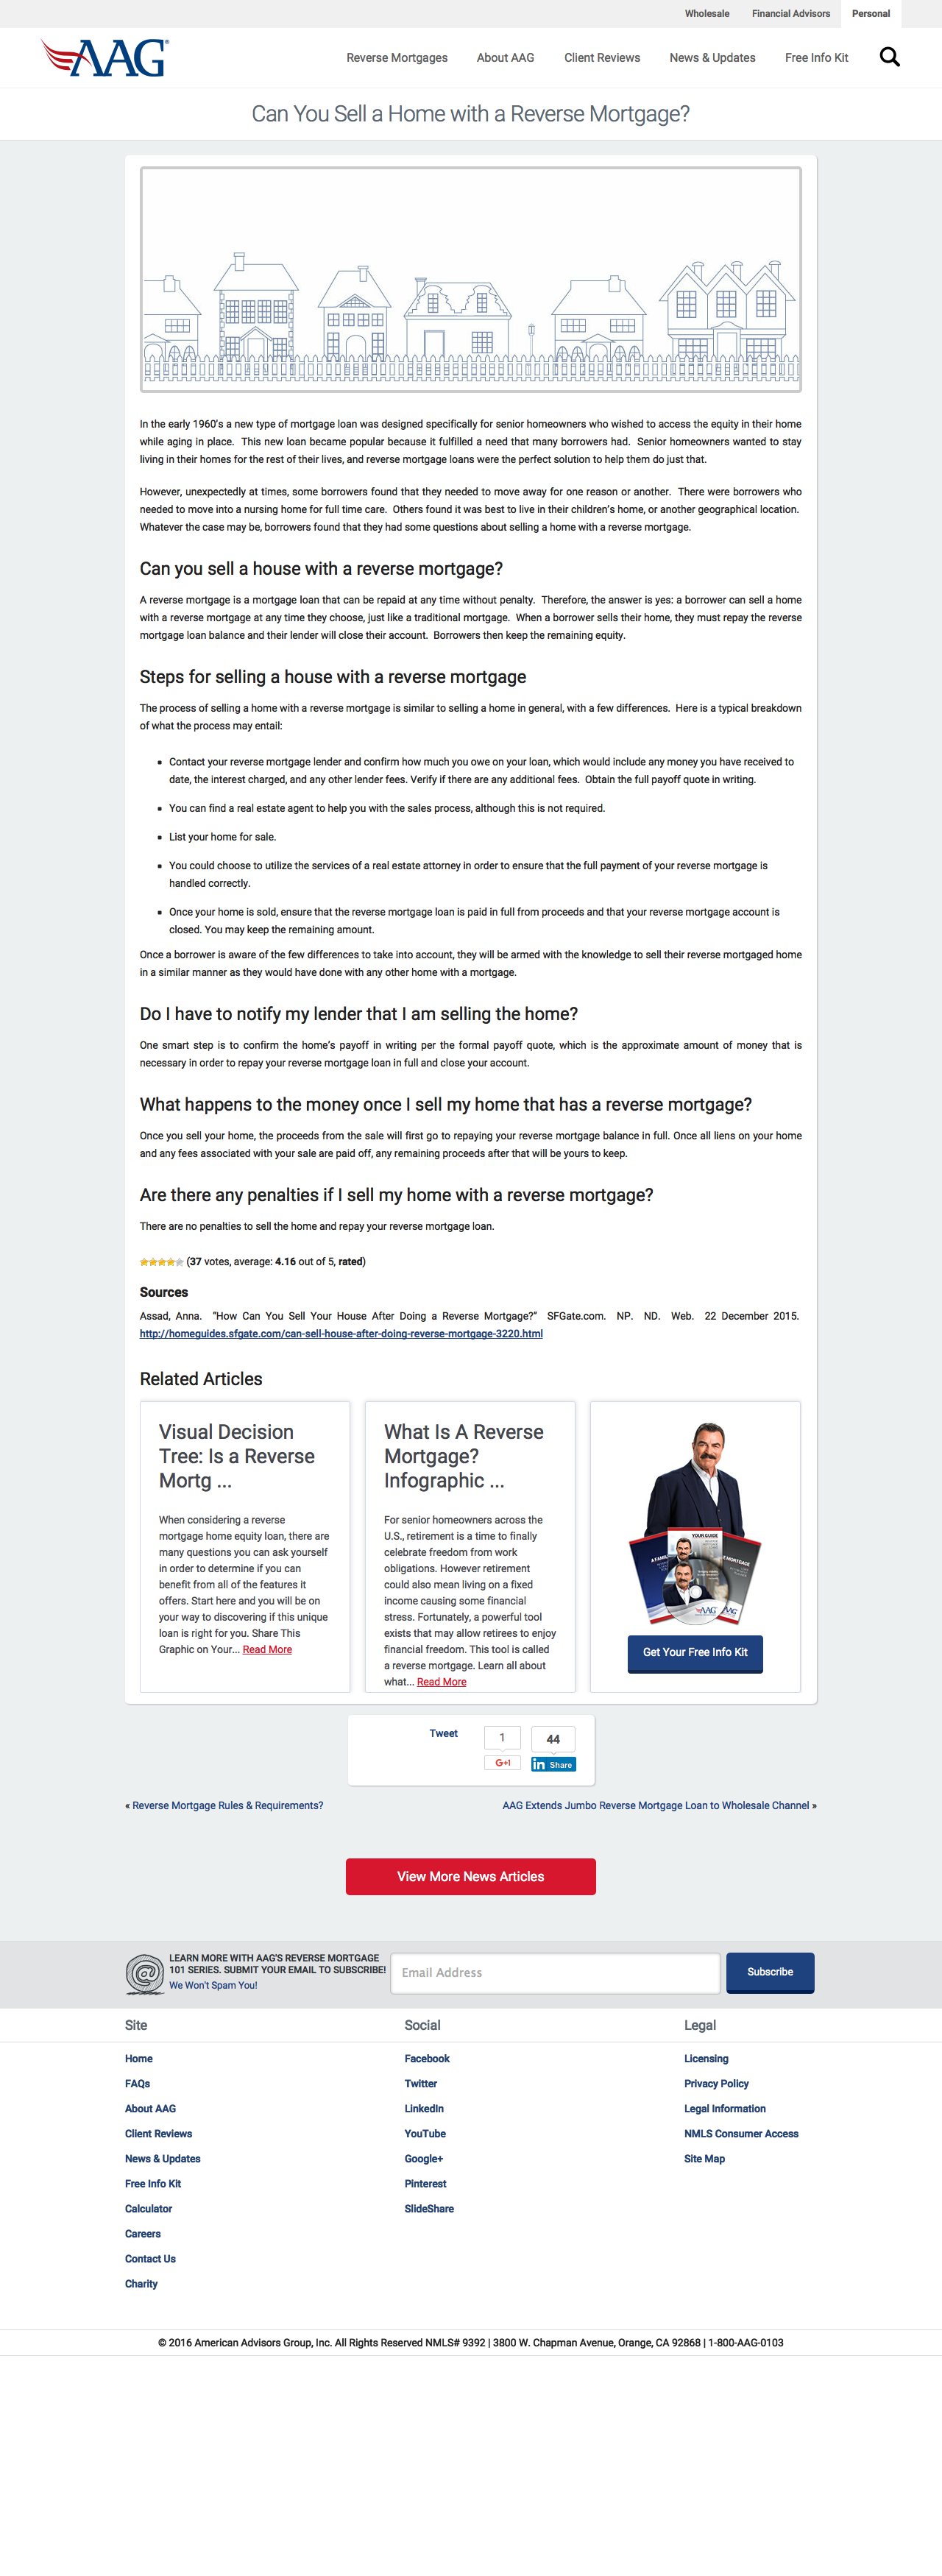 Wholesale Financial Advisors Personal
AAG
Reverse Mortgages About AAG Client Reviews News & Updates Free Info Kit
Can You Sell a Home with a Reverse Mortgage?
In the early 1960's a new type of mortgage loan was designed specifically for senior homeowners who wished to access the equity in their home
while aging in place. This new loan became popular because it fulfilled a need that many borrowers had. Senior homeowners wanted to stay
living in their homes for the rest of their lives, and reverse mortgage loans were the perfect solution to help them do just that.
However, unexpectedly at times, some borrowers found that they needed to move away for one reason or another. There were borrowers who
needed to move into a nursing home for full time care. Others found it was best to live in their children's home, or another geographical location.
Whatever the case may be, borrowers found that they had some questions about selling a home with a reverse mortgage.
Can you sell a house with a reverse mortgage?
A reverse mortgage is a mortgage loan that can be repaid at any time without penalty. Therefore, the answer is yes: a borrower can sell a home
with a reverse mortgage at any time they choose, just like a traditional mortgage. When a borrower sells their home, they must repay the reverse
mortgage loan balance and their lender will close their account. Borrowers then keep the remaining equity.
Steps for selling a house with a reverse mortgage
The process of selling a home with a reverse mortgage is similar to selling a home in general, with a few differences. Here is a typical breakdown
of what the process may entail:
▪ Contact your reverse mortgage lender and confirm how much you owe on your loan, which would include any money you have received to
date, the interest charged, and any other lender fees. Verify if there are any additional fees. Obtain the full payoff quote in writing.
▪ You can find a real estate agent to help you with the sales process, although this is not required.
▪ List your home for sale.
▪ You could choose to utilize the services of a real estate attorney in order to ensure that the full payment of your reverse mortgage is
handled correctly.
▪ Once your home is sold, ensure that the reverse mortgage loan is paid in full from proceeds and that your reverse mortgage account is
closed. You may keep the remaining amount.
Once a borrower is aware of the few differences to take into account, they will be armed with the knowledge to sell their reverse mortgaged home
in a similar manner as they would have done with any other home with a mortgage.
Do I have to notify my lender that I am selling the home?
One smart step is to confirm the home's payoff in writing per the formal payoff quote, which is the approximate amount of money that is
necessary in order to repay your reverse mortgage loan in full and close your account.
What happens to the money once I sell my home that has a reverse mortgage?
Once you sell your home, the proceeds from the sale will first go to repaying your reverse mortgage balance in full. Once all liens on your home
and any fees associated with your sale are paid off, any remaining proceeds after that will be yours to keep.
Are there any penalties if I sell my home with a reverse mortgage?
There are no penalties to sell the home and repay your reverse mortgage loan.
(37 votes, average: 4.16 out of 5, rated)
Sources
Assad, Anna. "How Can You Sell Your House After Doing a Reverse Mortgage?" SFGate.com. NP. ND. Web. 22 December 2015.
http://homeguides.sfgate.com/can-sell-house-after-doing-reverse-mortgage-3220.html
Related Articles
Visual Decision
Tree: Is a Reverse
Mortg ...
When considering a reverse
mortgage home equity loan, there are
many questions you can ask yourself
in order to determine if you can
benefit from all of the features it
offers. Start here and you will be on
your way to discovering if this unique
loan is right for you. Share This
Graphic on Your... Read More
What Is A Reverse
Mortgage?
Infographic ...
For senior homeowners across the
U.S., retirement is a time to finally
celebrate freedom from work
obligations. However retirement
could also mean living on a fixed
income causing some financial
stress. Fortunately, a powerful tool
exists that may allow retirees to enjoy
financial freedom. This tool is called
a reverse mortgage. Learn all about
what... Read More
YOUR GUIDE
AAG
Get Your Free Info Kit
Tweet
1
G+1
44
in Share
« Reverse Mortgage Rules & Requirements?
AAG Extends Jumbo Reverse Mortgage Loan to Wholesale Channel »
View More News Articles
LEARN MORE WITH AAG'S REVERSE MORTGAGE
101 SERIES. SUBMIT YOUR EMAIL TO SUBSCRIBE!
We Won't Spam You!
Email Address
Subscribe
Site
Home
FAQs
About AAG
Client Reviews
News & Updates
Free Info Kit
Calculator
Careers
Contact Us
Charity
Social
Facebook
Twitter
LinkedIn
YouTube
Google+
Pinterest
SlideShare
Legal
Licensing
Privacy Policy
Legal Information
NMLS Consumer Access
Site Map
© 2016 American Advisors Group, Inc. All Rights Reserved NMLS# 9392 | 3800 W. Chapman Avenue, Orange, CA 92868 | 1-800-AAG-0103